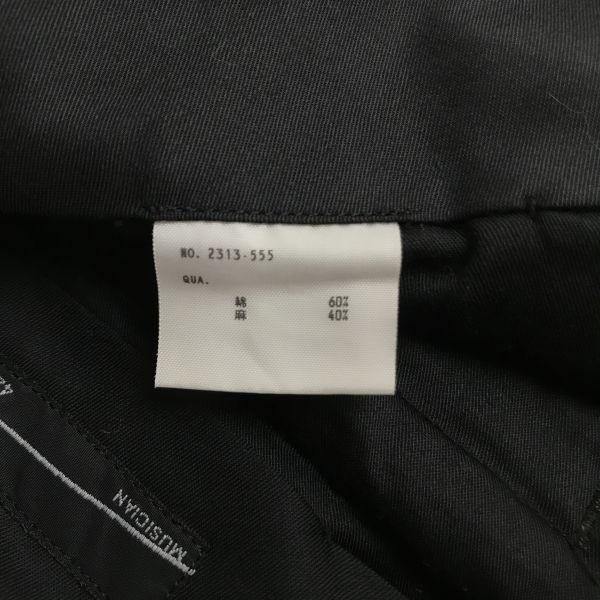 NO. 2313-555
QUA.
綿 60%
麻 40%
MUSICIAN"